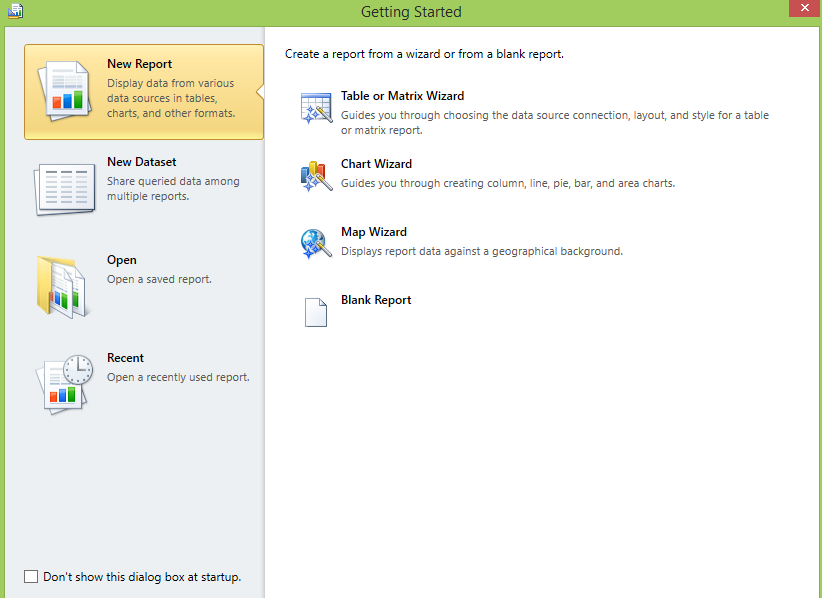 Getting Started
New Report
Display data from various
data sources in tables,
charts, and other formats.
New Dataset
Share queried data among
multiple reports.
Open
Open a saved report.
Recent
Open a recently used report.
Don't show this dialog box at startup.
Create a report from a wizard or from a blank report.
Table or Matrix Wizard
Guides you through choosing the data source connection, layout, and style for a table
or matrix report.
Chart Wizard
Guides you through creating column, line, pie, bar, and area charts.
Map Wizard
Displays report data against a geographical background.
Blank Report